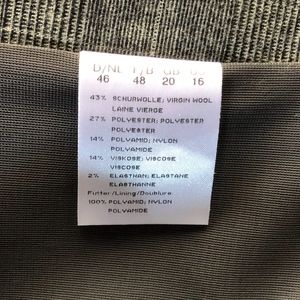 D/NL F/B GB US
46 48 20 16
43% SCHURWOLLE; VIRGIN WOOL
LAINE VIERGE
27% POLYESTER; POLYESTER
POLYESTER
14% POLYAMID; NYLON
POLYAMIDE
14% VISKOSE; VISCOSE
VISCOSE
2% ELASTHAN; ELASTANE
ELASTHANNE
Futter/Lining/Doublure
100% POLYAMID; NYLON
POLYAMIDE